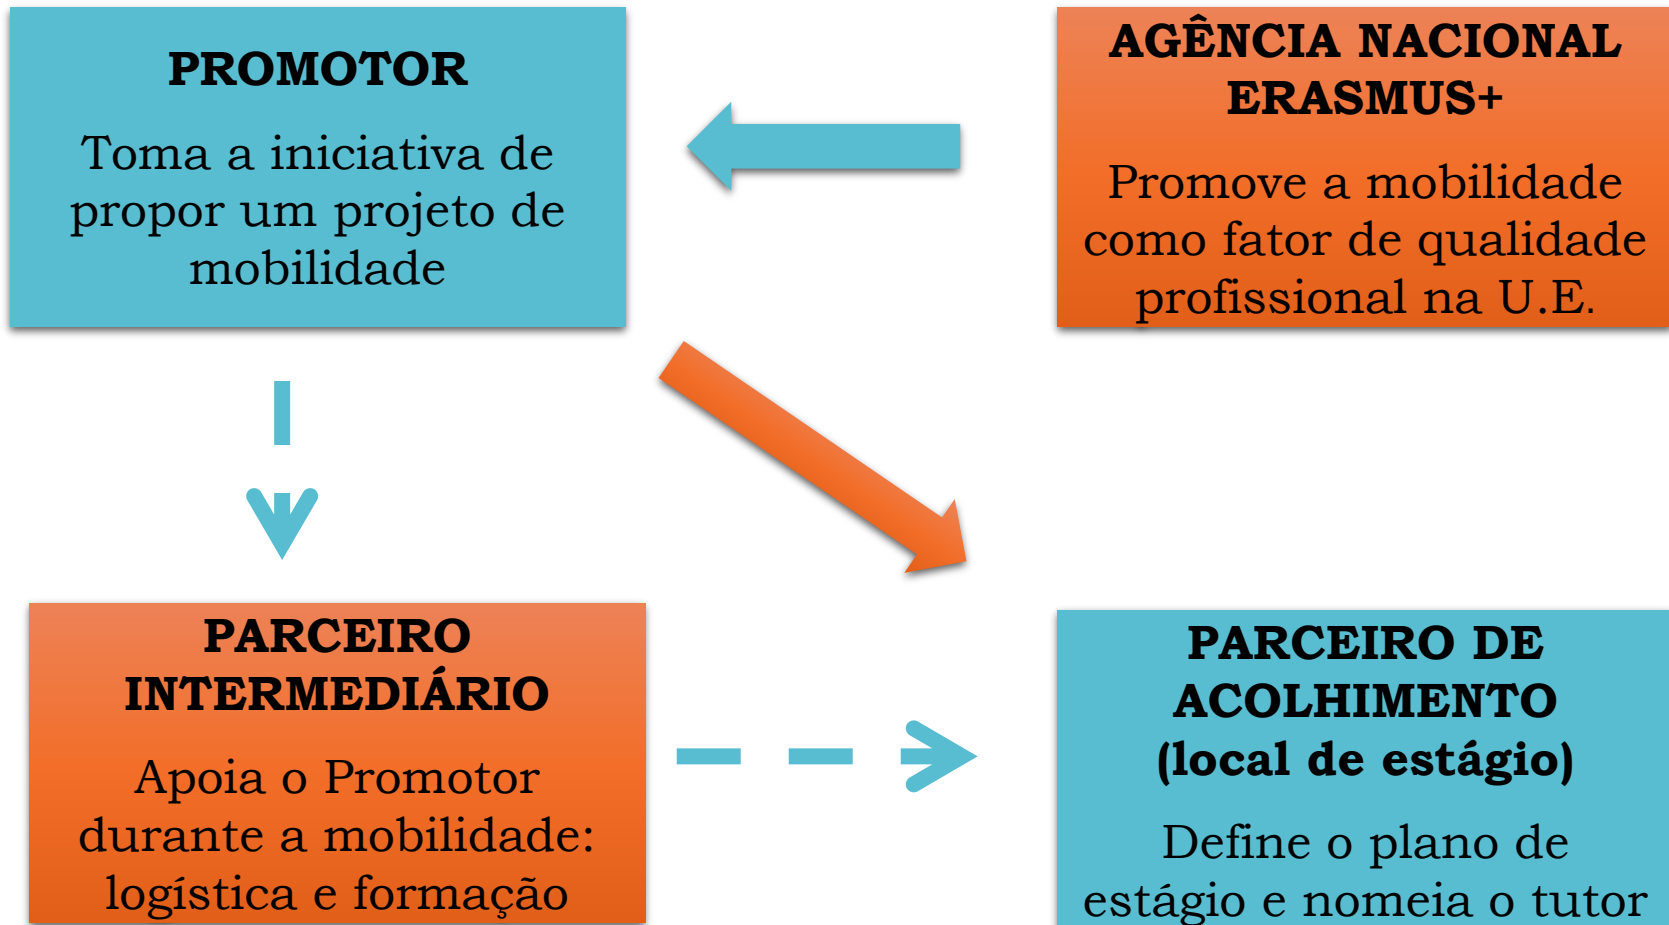 PROMOTOR
Toma a iniciativa de
propor um projeto de
mobilidade
AGÊNCIA NACIONAL
ERASMUS+
Promove a mobilidade
como fator de qualidade
profissional na U.E.
PARCEIRO
INTERMEDIÁRIO
Apoia o Promotor
durante a mobilidade:
logística e formação
PARCEIRO DE
ACOLHIMENTO
(local de estágio)
Define o plano de
estágio e nomeia o tutor